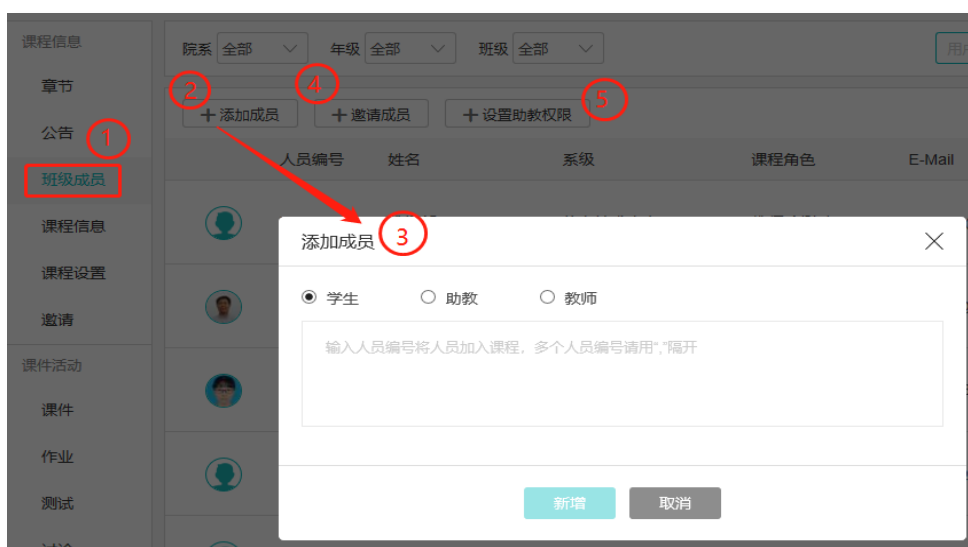 课程信息
章节
公告
①
班级成员
课程信息
课程设置
邀请
课件活动
课件
作业
测试
院系 全部 年级 全部 班级 全部
② ④ ⑤
+添加成员 +邀请成员 +设置助教权限
人员编号 姓名 系级 课程角色 E-Mail
添加成员 ③
学生 助教 教师
输入人员编号将人员加入课程，多个人员编号请用“,”隔开
新增 取消